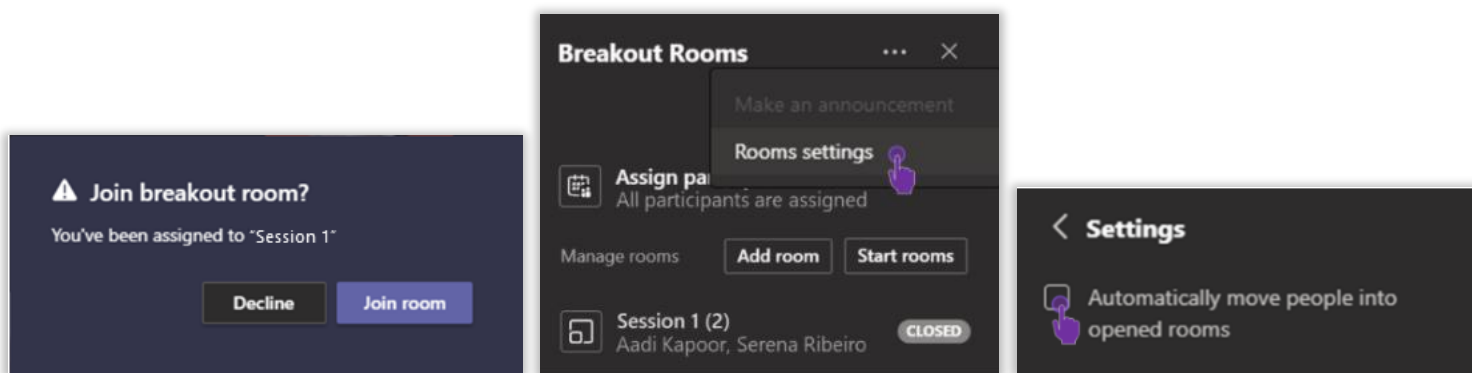 Join breakout room?
You've been assigned to "Session 1"
Decline
Join room
Breakout Rooms
Make an announcement
Rooms settings
Assign pa
All participants are assigned
Manage rooms
Add room
Start rooms
Session 1 (2)
CLOSED
Aadi Kapoor, Serena Ribeiro
Settings
Automatically move people into
opened rooms